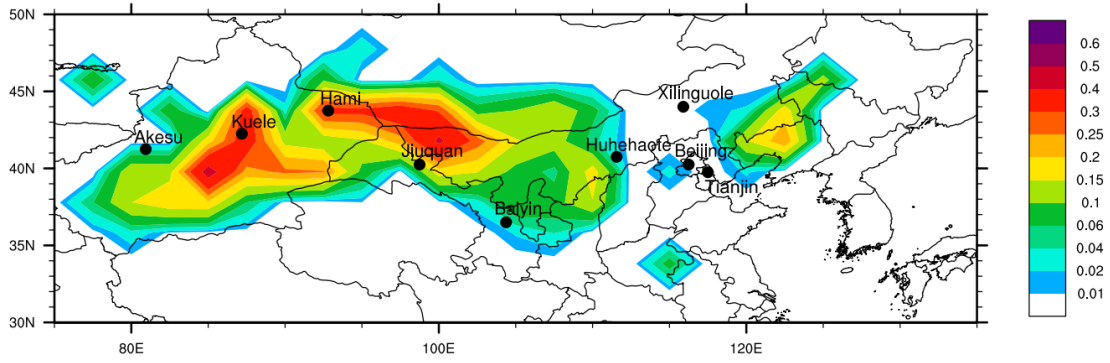 50N
45N
40N
35N
30N
80E
100E
120E
Xilinguole
Hami
Kuele
Akesu
Huhehaote
Beijing
Jiuquan
Tianjin
Baiyin
0.6
0.5
0.4
0.3
0.25
0.2
0.15
0.1
0.06
0.04
0.02
0.01